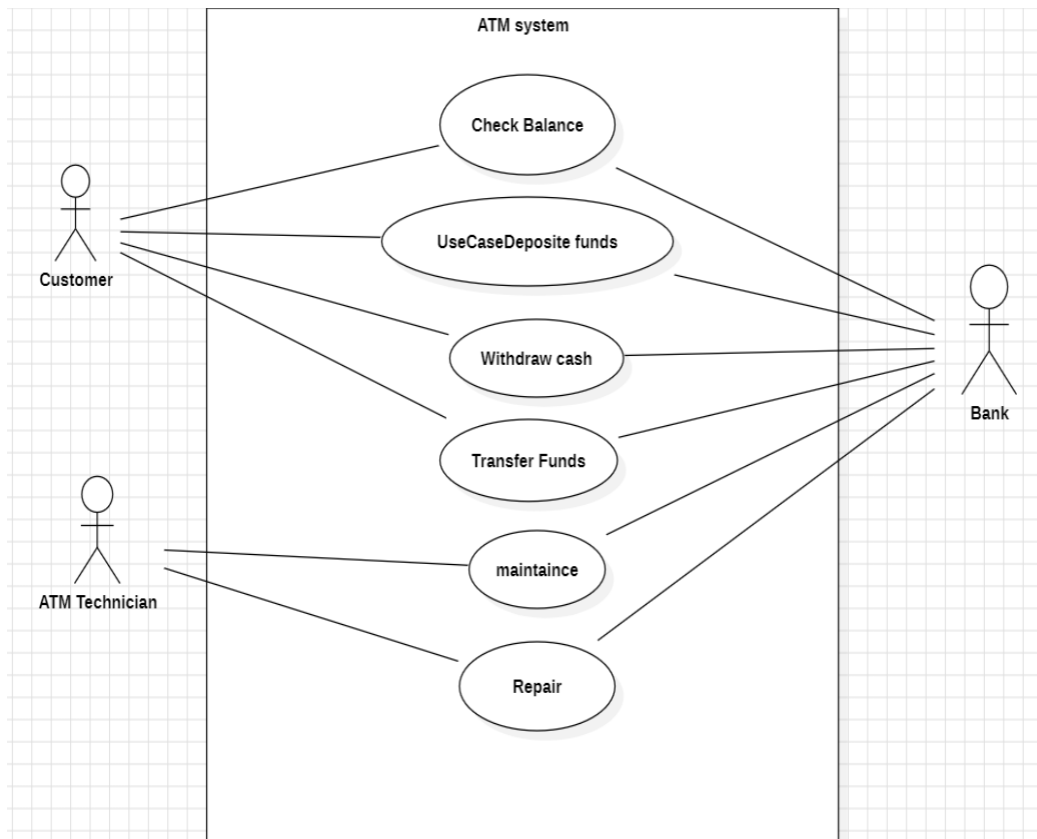 ATM system
Check Balance
UseCaseDeposite funds
Customer
Withdraw cash
Bank
Transfer Funds
maintaince
ATM Technician
Repair